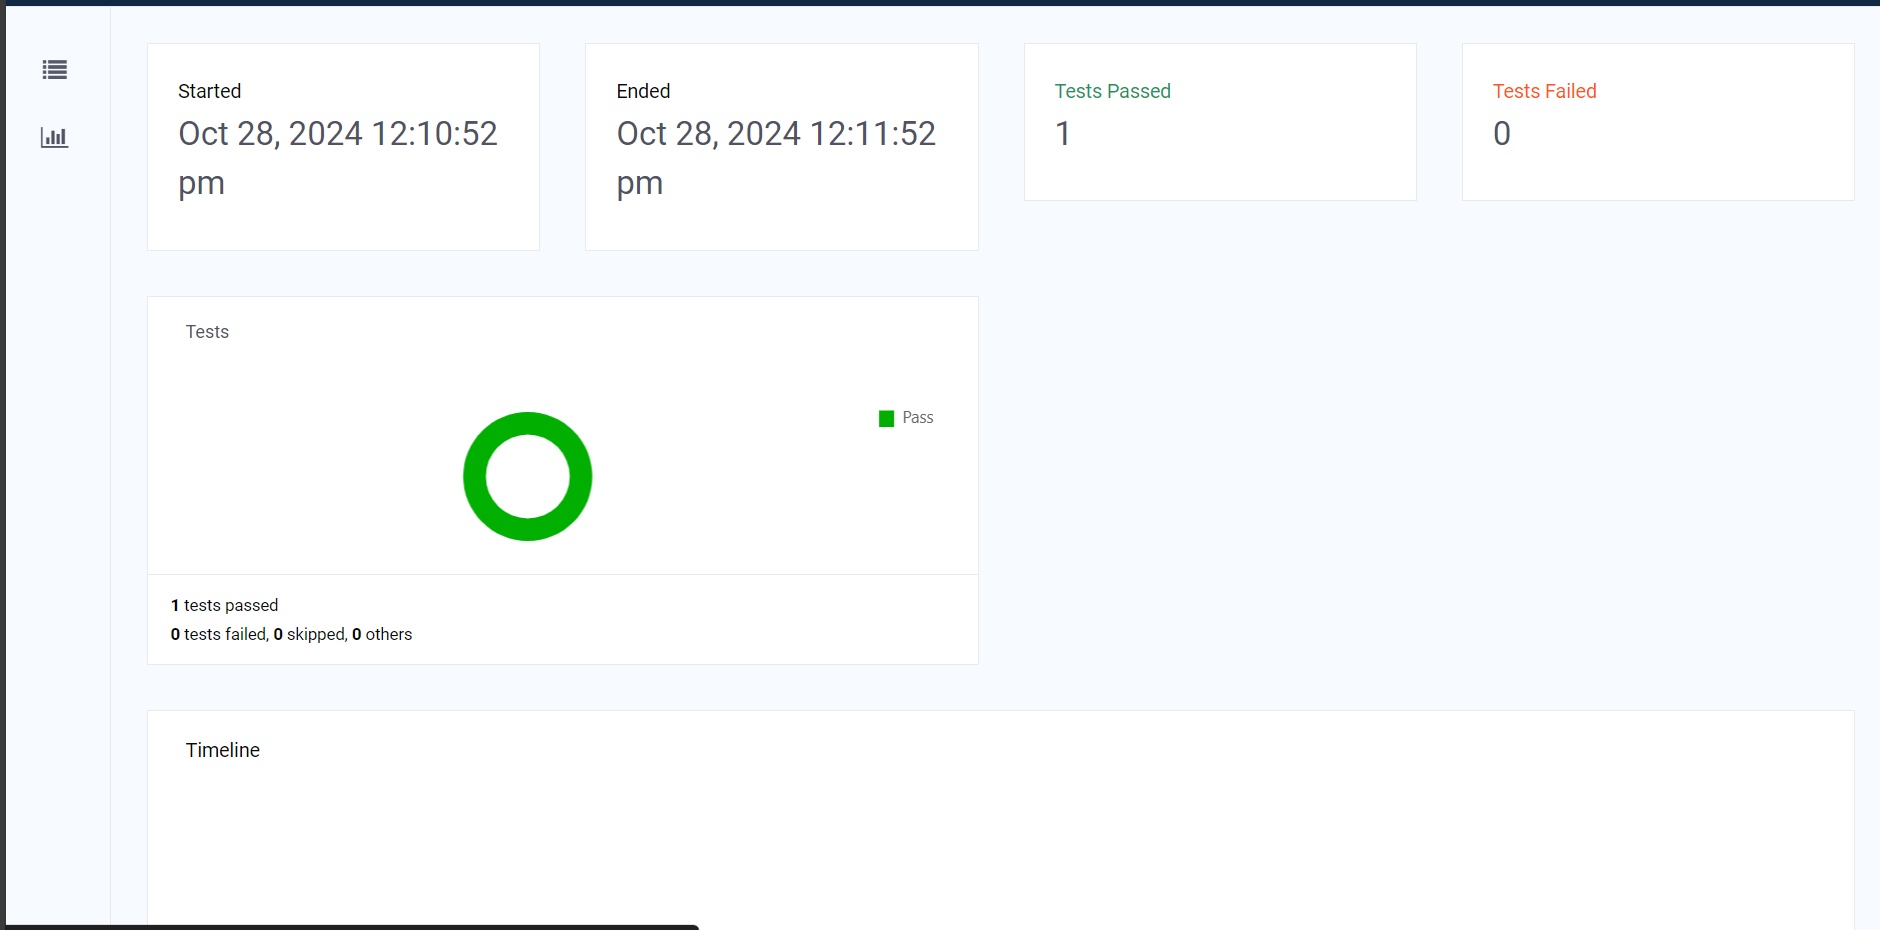 Started
Oct 28, 2024 12:10:52
pm
Ended
Oct 28, 2024 12:11:52
pm
Tests Passed
1
Tests Failed
0
Tests
Pass
1 tests passed
0 tests failed, 0 skipped, 0 others
Timeline